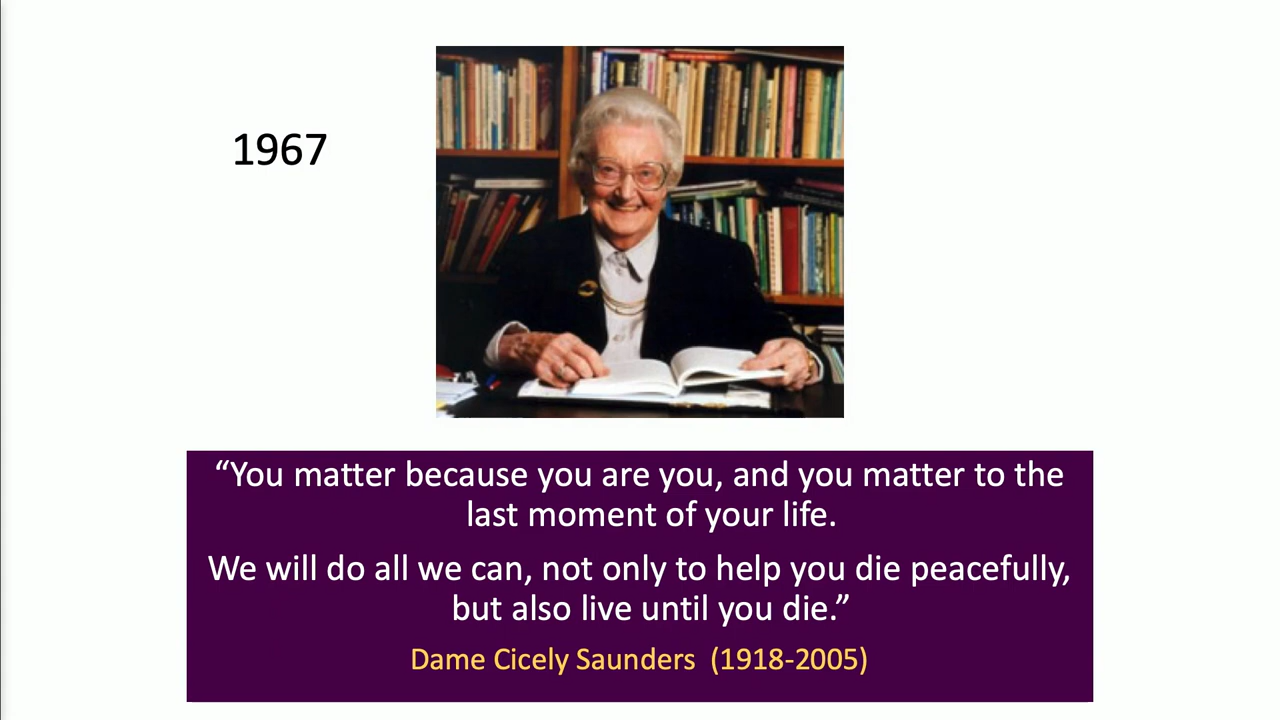 1967
“You matter because you are you, and you matter to the
last moment of your life.
We will do all we can, not only to help you die peacefully,
but also live until you die.”
Dame Cicely Saunders (1918-2005)